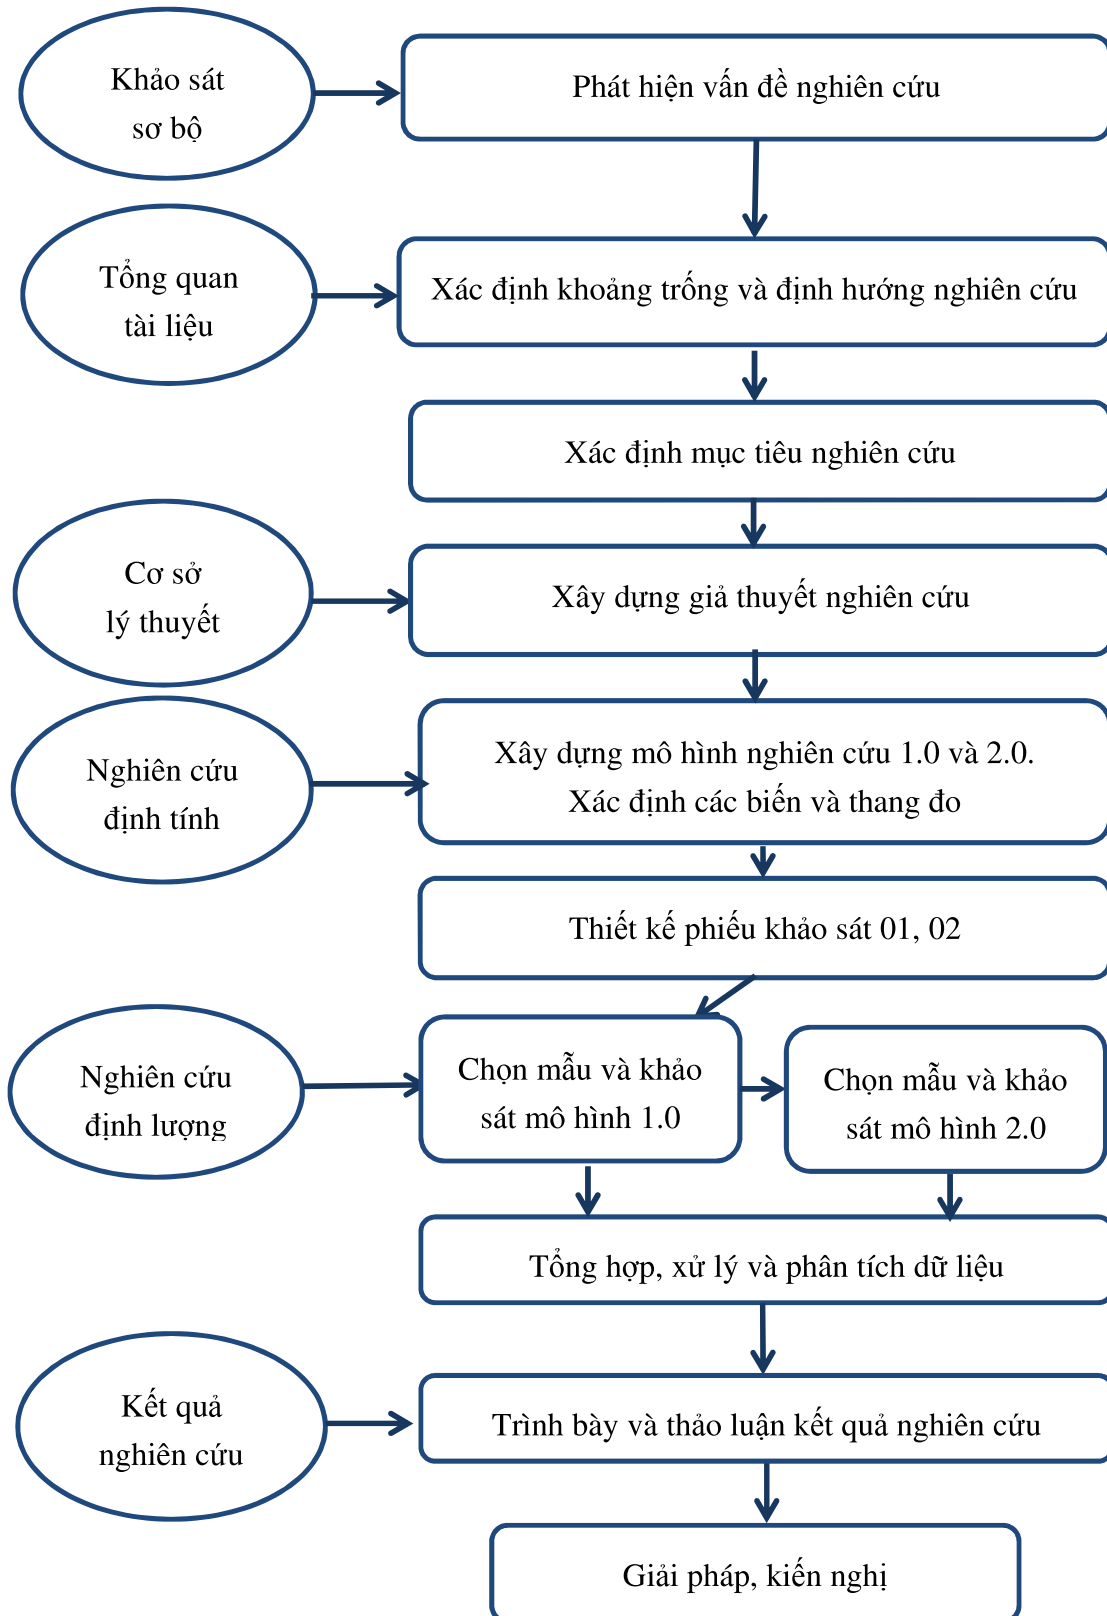 Khảo sát
sơ bộ
Phát hiện vấn đề nghiên cứu
Tổng quan
tài liệu
Xác định khoảng trống và định hướng nghiên cứu
Xác định mục tiêu nghiên cứu
Cơ sở
lý thuyết
Xây dựng giả thuyết nghiên cứu
Nghiên cứu
định tính
Xây dựng mô hình nghiên cứu 1.0 và 2.0.
Xác định các biến và thang đo
Thiết kế phiếu khảo sát 01, 02
Nghiên cứu
định lượng
Chọn mẫu và khảo
sát mô hình 1.0
Chọn mẫu và khảo
sát mô hình 2.0
Tổng hợp, xử lý và phân tích dữ liệu
Kết quả
nghiên cứu
Trình bày và thảo luận kết quả nghiên cứu
Giải pháp, kiến nghị